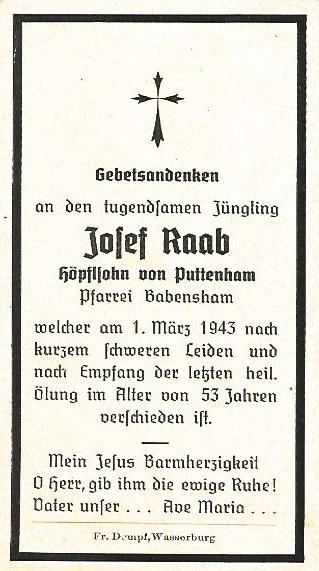 Gebetsandenken
an den tugendsamen Jüngling
Josef Raab
Höpflsohn von Puttenham
Pfarrei Babensham
welcher am 1. März 1943 nach
kurzem schweren Leiden und
nach Empfang der letzten heil.
Ölung im Alter von 53 Jahren
verschieden ist.
Mein Jesus Barmherzigkeit
O Herr, gib ihm die ewige Ruhe!
Vater unser . . . Ave Maria . . .
Fr. Dempf, Wasserburg